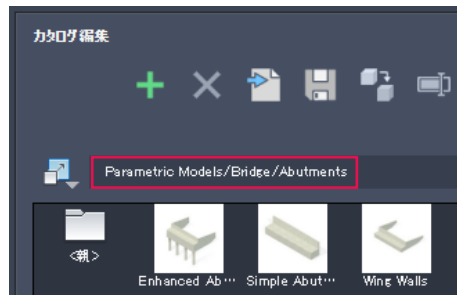 カタログ編集
Parametric Models/Bridge/Abutments
<親>
Enhanced Ab… Simple Abut… Wing Walls